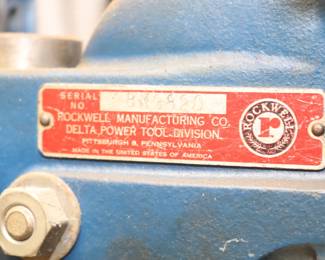 SERIAL
NO
ROCKWELL MANUFACTURING CO.
DELTA POWER TOOL DIVISION
PITTSBURGH 8, PENNSYLVANIA
MADE IN THE UNITED STATES OF AMERICA
ROCKWELL
R